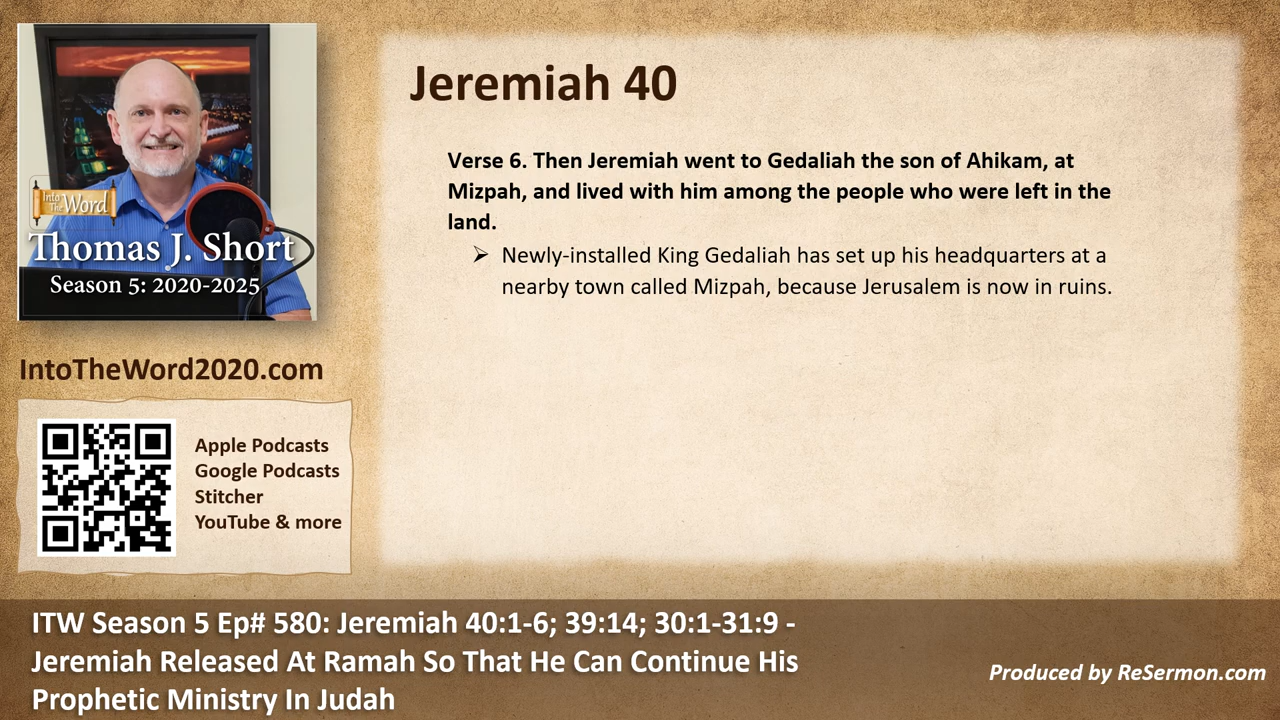 Into
The Word
Thomas J. Short
Season 5: 2020-2025
IntoTheWord2020.com
Apple Podcasts
Google Podcasts
Stitcher
YouTube & more
Jeremiah 40
Verse 6. Then Jeremiah went to Gedaliah the son of Ahikam, at
Mizpah, and lived with him among the people who were left in the
land.
➢ Newly-installed King Gedaliah has set up his headquarters at a
nearby town called Mizpah, because Jerusalem is now in ruins.
ITW Season 5 Ep# 580: Jeremiah 40:1-6; 39:14; 30:1-31:9 -
Jeremiah Released At Ramah So That He Can Continue His
Prophetic Ministry In Judah
Produced by ReSermon.com